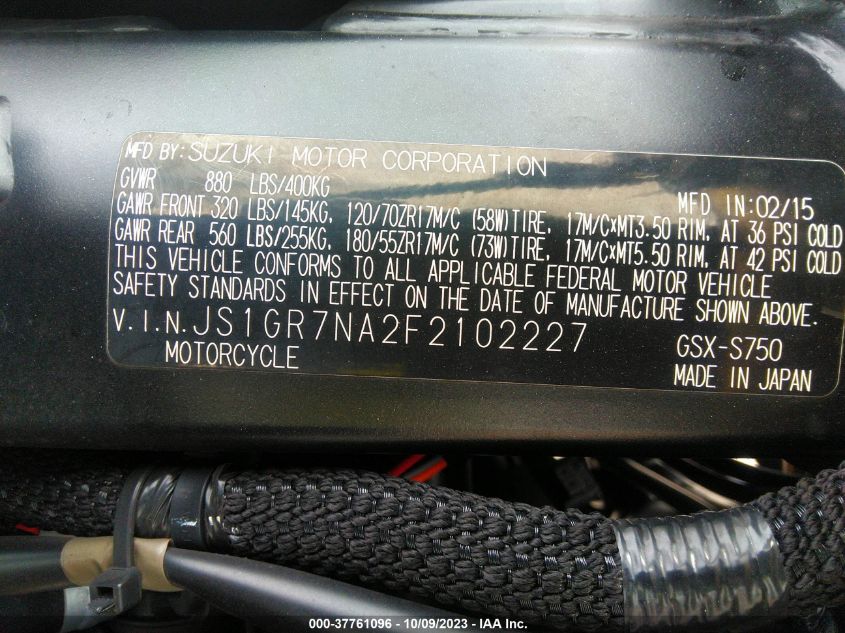 MFD BY: SUZUKI MOTOR CORPORATION
GVWR 880 LBS/400KG MFD IN:02/15
GAWR FRONT 320 LBS/145KG, 120/70ZR17M/C (58W)TIRE, 17M/C×MT3.50 RIM, AT 36 PSI COLD
GAWR REAR 560 LBS/255KG, 180/55ZR17M/C (73W)TIRE, 17M/C×MT5.50 RIM, AT 42 PSI COLD
THIS VEHICLE CONFORMS TO ALL APPLICABLE FEDERAL MOTOR VEHICLE
SAFETY STANDARDS IN EFFECT ON THE DATE OF MANUFACTURE SHOWN ABOVE.
V.I.N.JS1GR7NA2F2102227 GSX-S750
MOTORCYCLE MADE IN JAPAN
000-37761096 - 10/09/2023 - IAA Inc.